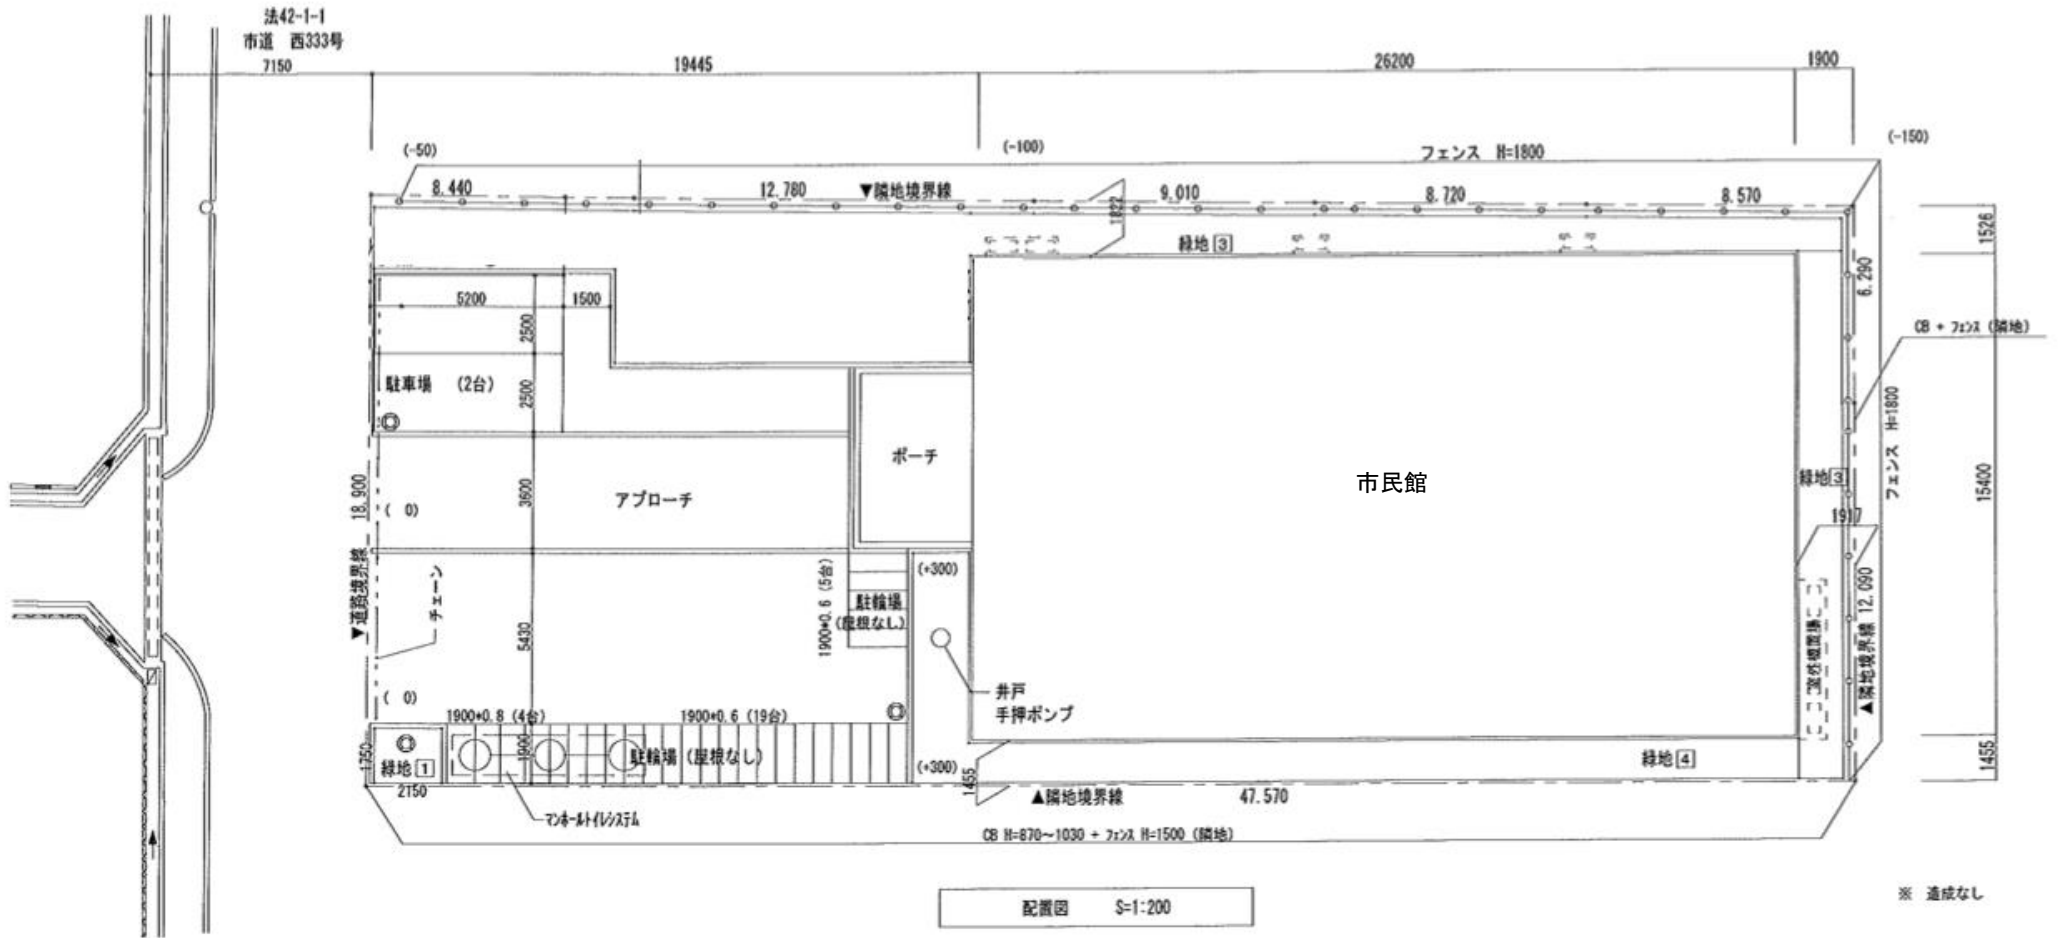 法42-1-1
市道　西333号
7150
19445
26200
1900
(-50)
(-100)
フェンス　H=1800
(-150)
8.440
12.780
▼隣地境界線
9.010
8.720
8.570
1822
緑地3
1526
6.290
5200
1500
2500
CB + フェンス (隣地)
駐車場　(2台)
2500
フェンス　H=1800
ポーチ
市民館
緑地3
15400
18.900
( 0)
3600
アプローチ
1917
▼道路境界線
チェーン
1900*0.6 (5台)
(+300)
駐輪場
(屋根なし)
5430
室外機置場
▲隣地境界線 12.090
( 0)
井戸
手押ポンプ
1900*0.8 (4台)
1900*0.6 (19台)
1750
1900
駐輪場 (屋根なし)
緑地1
(+300)
1455
緑地4
1455
2150
▲隣地境界線
47.570
マンホールトイレシステム
CB H=870～1030 + フェンス H=1500 (隣地)
配置図　S=1:200
※　造成なし